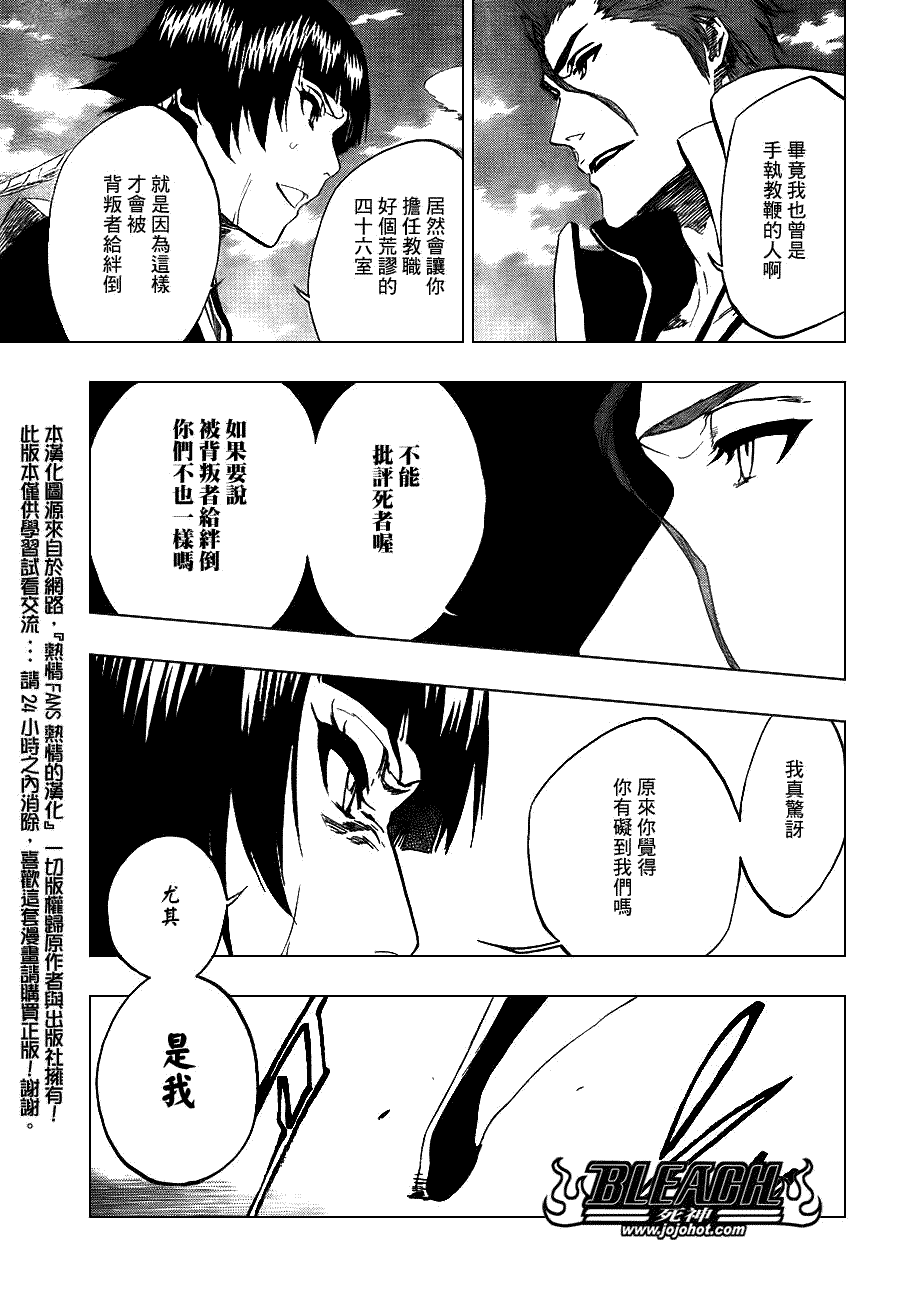 畢竟我也曾是
手執教鞭的人啊
居然會讓你
擔任教職
好個荒謬的
四十六室
就是因為這樣
才會被
背叛者給絆倒
不能
批評死者喔
如果要說
被背叛者給絆倒
你們不也一樣嗎
我真驚訝
原來你覺得
你有礙到我們嗎
尤其
是我
本漢化圖源來自於網路，『熱情FANS熱情的漢化』一切版權歸原作者與出版社擁有！
此版本僅供學習試看交流…請24小時之內消除，喜歡這套漫畫請購買正版！謝謝。
BLEACH
死神
www.jojohot.com